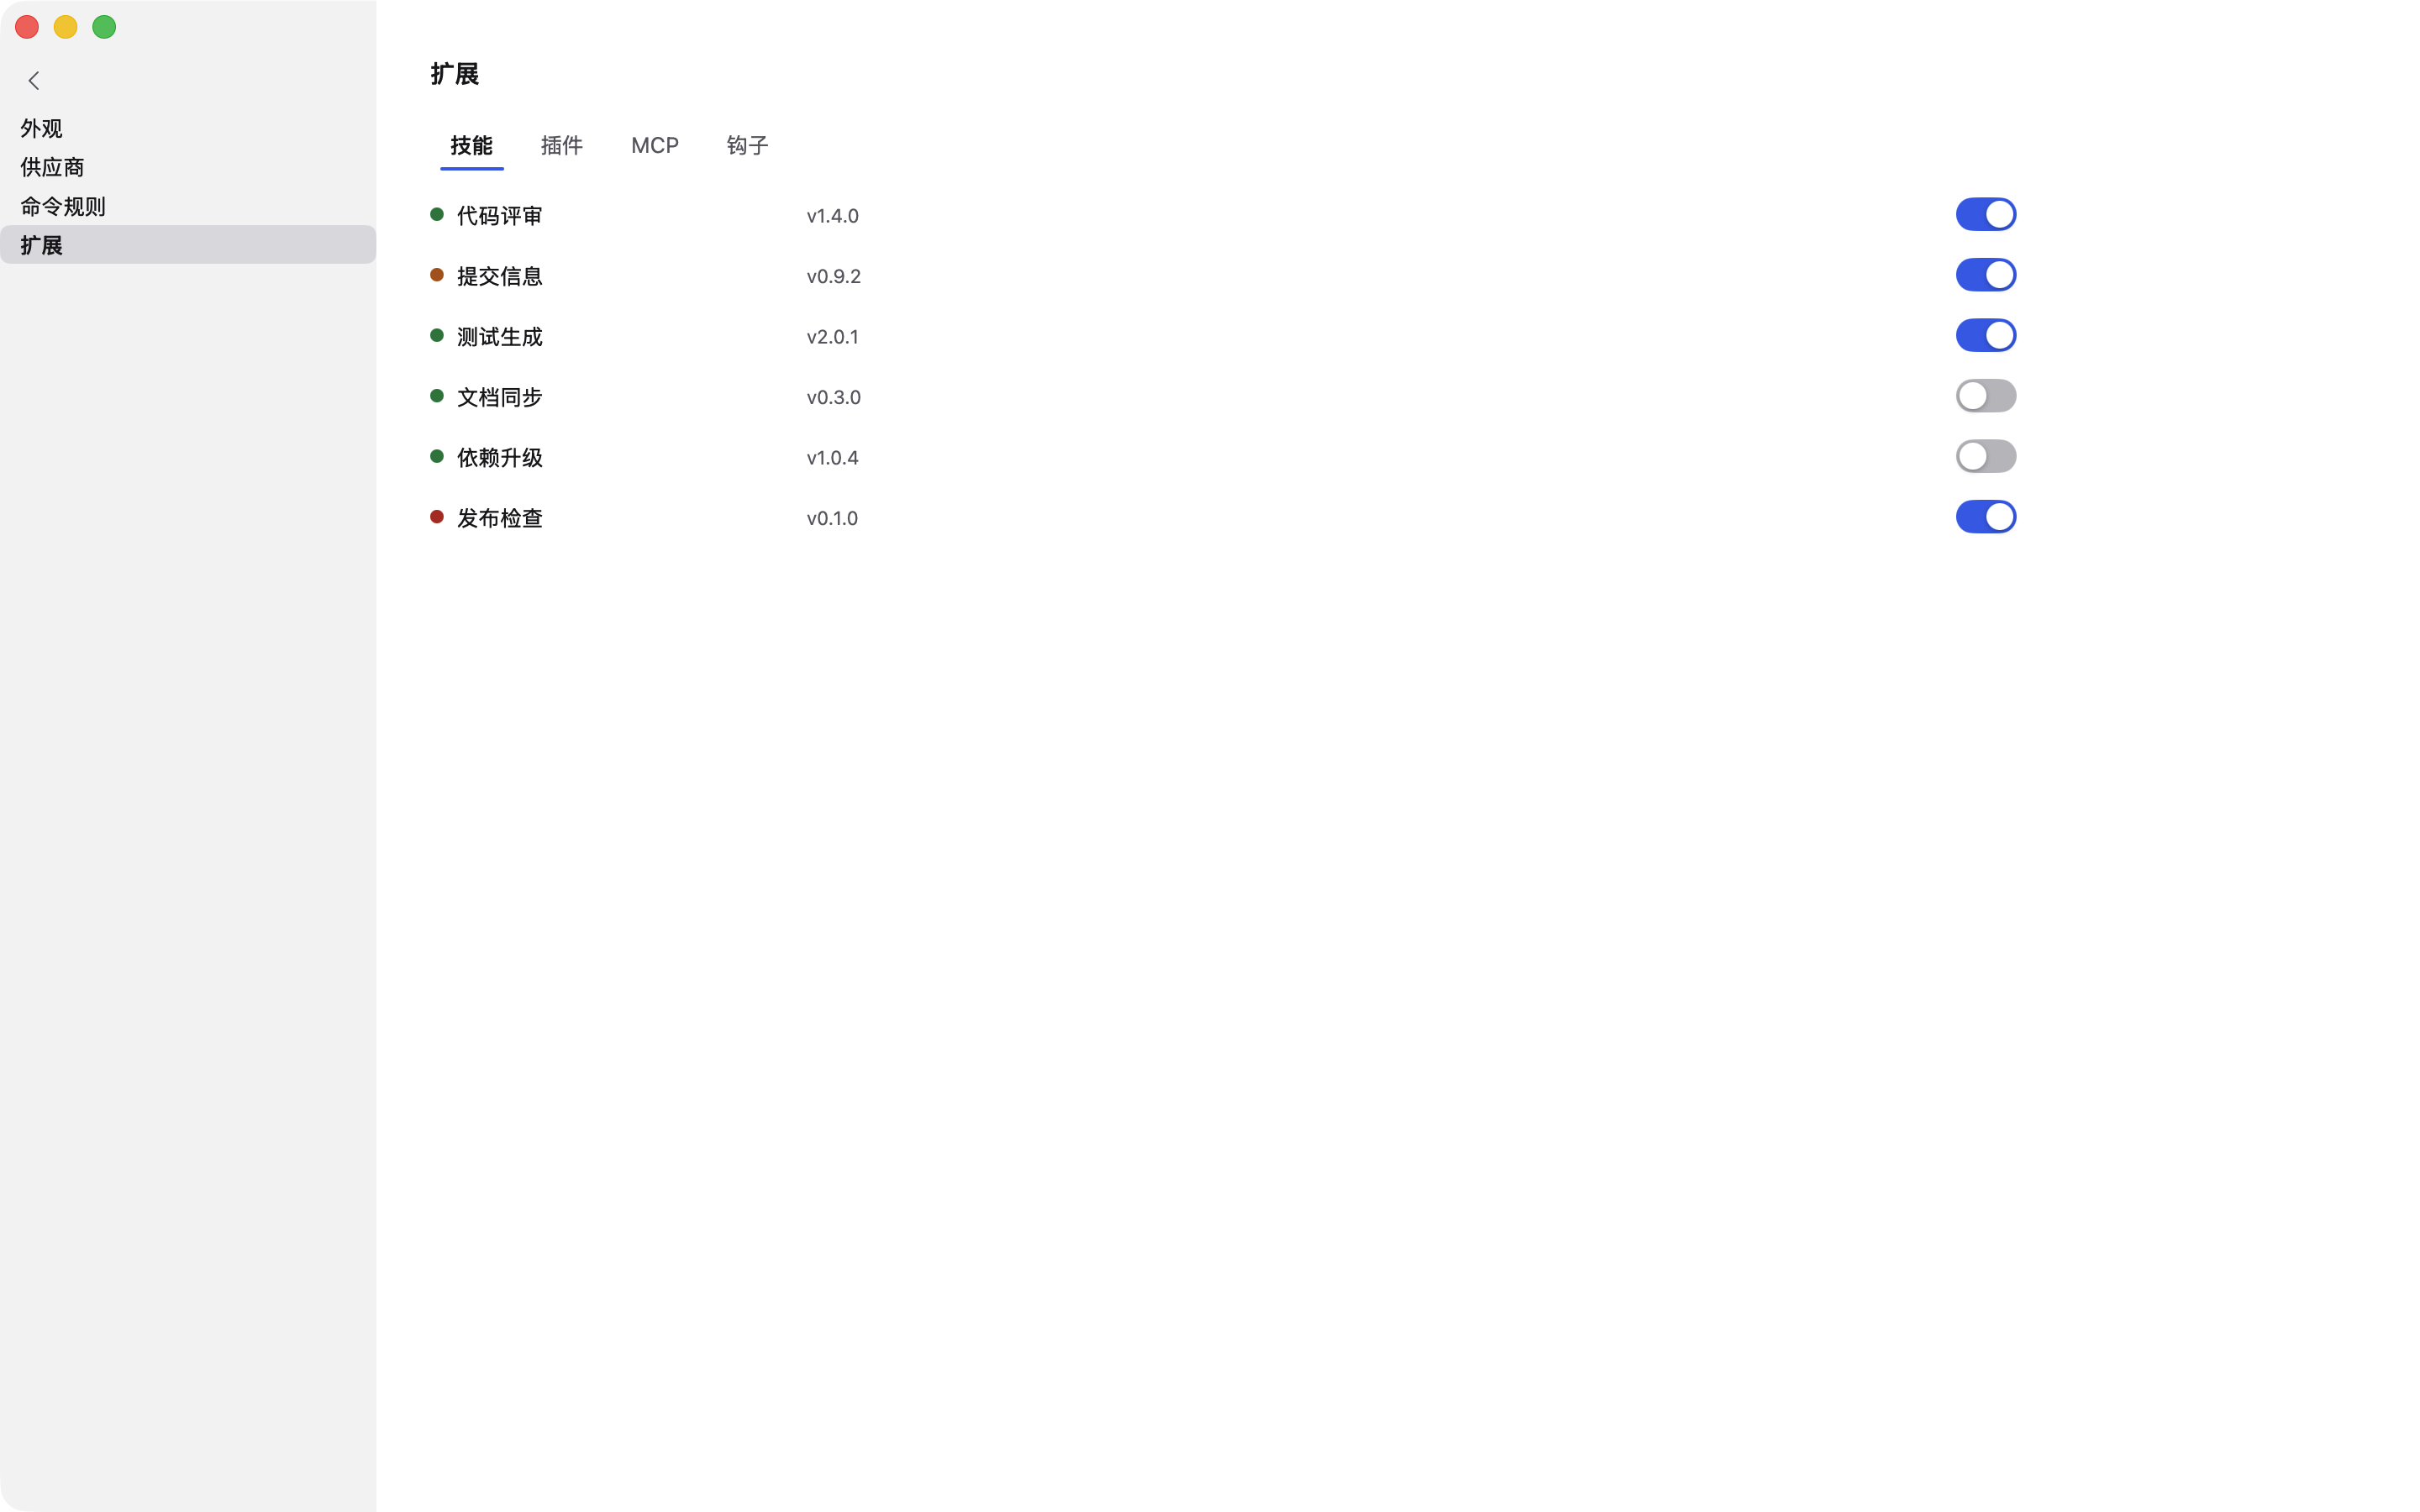 外观
供应商
命令规则
扩展
扩展
技能 插件 MCP 钩子
代码评审 v1.4.0
提交信息 v0.9.2
测试生成 v2.0.1
文档同步 v0.3.0
依赖升级 v1.0.4
发布检查 v0.1.0